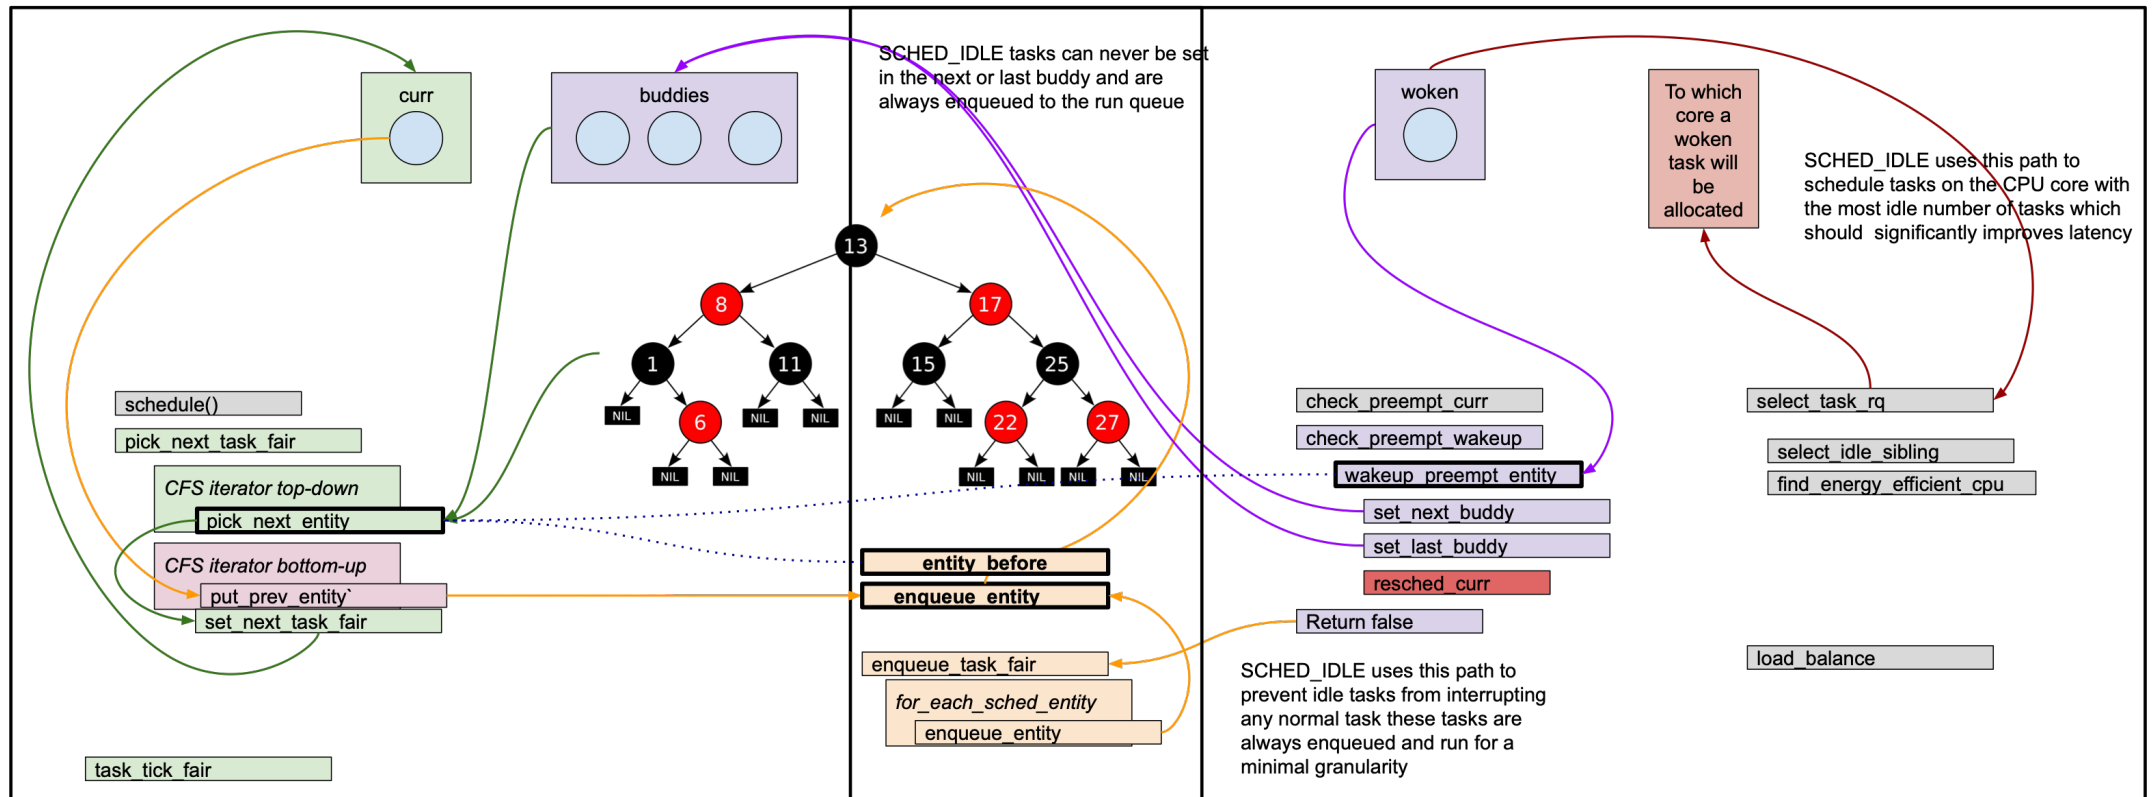 curr
buddies
SCHED_IDLE tasks can never be set
in the next or last buddy and are
always enqueued to the run queue
woken
To which
core a
woken
task will
be
allocated
SCHED_IDLE uses this path to
schedule tasks on the CPU core with
the most idle number of tasks which
should significantly improves latency
13
8
17
1
11
15
25
NIL
6
NIL
NIL
NIL
NIL
22
27
NIL
NIL
NIL
NIL
NIL
NIL
schedule()
pick_next_task_fair
CFS iterator top-down
pick_next_entity
CFS iterator bottom-up
put_prev_entity`
set_next_task_fair
task_tick_fair
entity_before
enqueue_entity
enqueue_task_fair
for_each_sched_entity
enqueue_entity
check_preempt_curr
check_preempt_wakeup
wakeup_preempt_entity
set_next_buddy
set_last_buddy
resched_curr
Return false
SCHED_IDLE uses this path to
prevent idle tasks from interrupting
any normal task these tasks are
always enqueued and run for a
minimal granularity
select_task_rq
select_idle_sibling
find_energy_efficient_cpu
load_balance